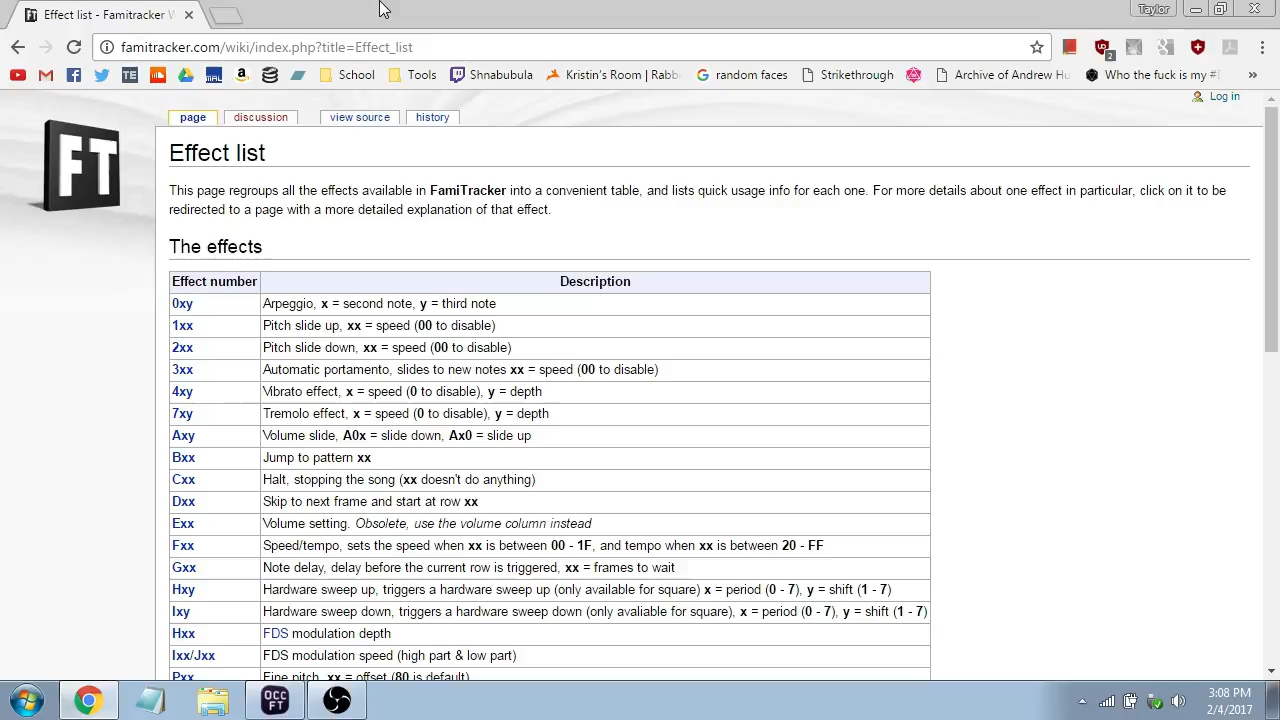 Effect list - Famitracker W
Taylor
famitracker.com/wiki/index.php?title=Effect_list
2
TE
MAL
School
Tools
Shnabubula
Kristin's Room | Rabb
random faces
Strikethrough
Archive of Andrew Hu
Who the fuck is my #D
»
Log in
FT
page
discussion
view source
history
Effect list
This page regroups all the effects available in FamiTracker into a convenient table, and lists quick usage info for each one. For more details about one effect in particular, click on it to be
redirected to a page with a more detailed explanation of that effect.
The effects
Effect number Description
0xy Arpeggio, x = second note, y = third note
1xx Pitch slide up, xx = speed (00 to disable)
2xx Pitch slide down, xx = speed (00 to disable)
3xx Automatic portamento, slides to new notes xx = speed (00 to disable)
4xy Vibrato effect, x = speed (0 to disable), y = depth
7xy Tremolo effect, x = speed (0 to disable), y = depth
Axy Volume slide, A0x = slide down, Ax0 = slide up
Bxx Jump to pattern xx
Cxx Halt, stopping the song (xx doesn't do anything)
Dxx Skip to next frame and start at row xx
Exx Volume setting. Obsolete, use the volume column instead
Fxx Speed/tempo, sets the speed when xx is between 00 - 1F, and tempo when xx is between 20 - FF
Gxx Note delay, delay before the current row is triggered, xx = frames to wait
Hxy Hardware sweep up, triggers a hardware sweep up (only available for square) x = period (0 - 7), y = shift (1 - 7)
Ixy Hardware sweep down, triggers a hardware sweep down (only avaliable for square), x = period (0 - 7), y = shift (1 - 7)
Hxx FDS modulation depth
Ixx/Jxx FDS modulation speed (high part & low part)
Pxx Fine pitch, xx = offset (80 is default)
OCC
FT
3:08 PM
2/4/2017